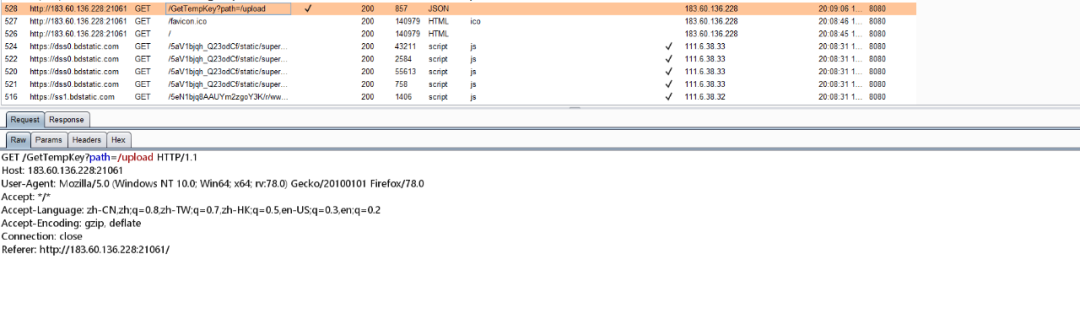 528 http://183.60.136.228:21061 GET /GetTempKey?path=/upload ✓ 200 857 JSON 183.60.136.228 20:09:06 1... 8080
527 http://183.60.136.228:21061 GET /favicon.ico 200 140979 HTML ico 183.60.136.228 20:08:46 1... 8080
526 http://183.60.136.228:21061 GET / 200 140979 HTML 183.60.136.228 20:08:45 1... 8080
524 https://dss0.bdstatic.com GET /5aV1bjqh_Q23odCf/static/super... 200 43211 script js ✓ 111.6.38.33 20:08:31 1... 8080
522 https://dss0.bdstatic.com GET /5aV1bjqh_Q23odCf/static/super... 200 2584 script js ✓ 111.6.38.33 20:08:31 1... 8080
520 https://dss0.bdstatic.com GET /5aV1bjqh_Q23odCf/static/super... 200 55613 script js ✓ 111.6.38.33 20:08:31 1... 8080
521 https://dss0.bdstatic.com GET /5aV1bjqh_Q23odCf/static/super... 200 758 script js ✓ 111.6.38.33 20:08:31 1... 8080
516 https://ss1.bdstatic.com GET /5eN1bjq8AAUYm2zgoY3K/r/ww... 200 1406 script js ✓ 111.6.38.32 20:08:31 1... 8080
Request Response
Raw Params Headers Hex
GET /GetTempKey?path=/upload HTTP/1.1
Host: 183.60.136.228:21061
User-Agent: Mozilla/5.0 (Windows NT 10.0; Win64; x64; rv:78.0) Gecko/20100101 Firefox/78.0
Accept: */*
Accept-Language: zh-CN,zh;q=0.8,zh-TW;q=0.7,zh-HK;q=0.5,en-US;q=0.3,en;q=0.2
Accept-Encoding: gzip, deflate
Connection: close
Referer: http://183.60.136.228:21061/